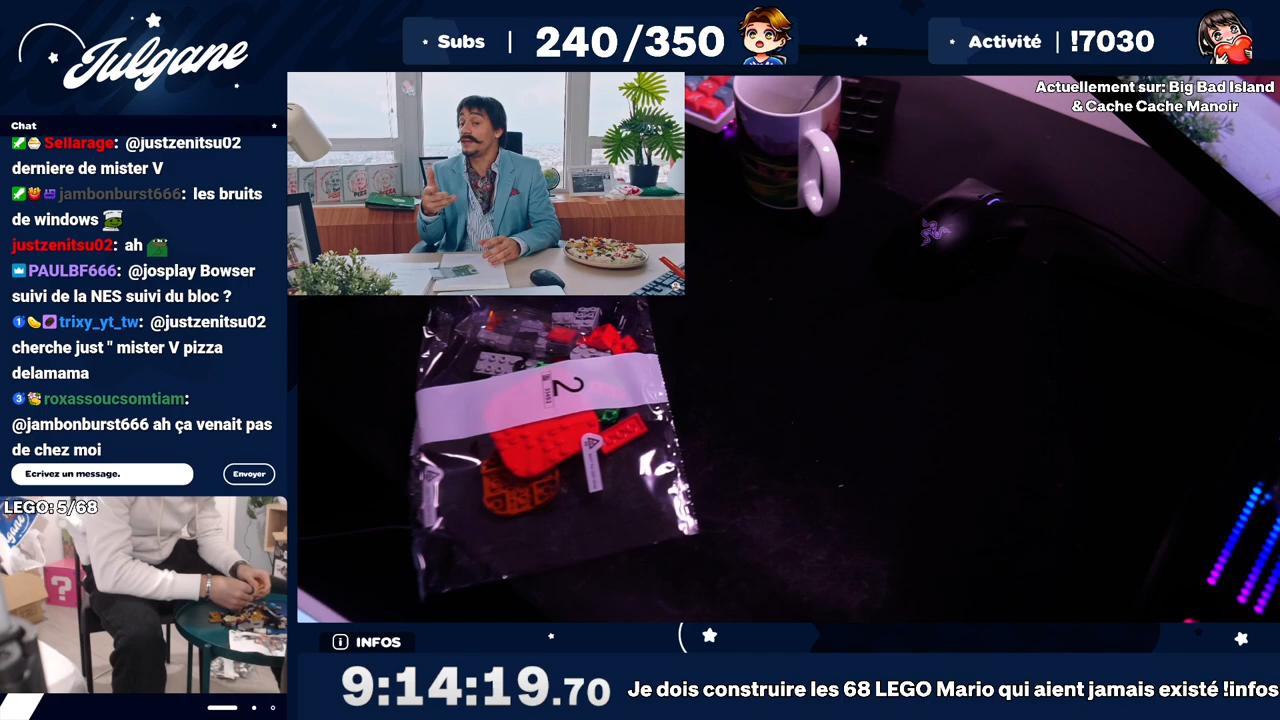 Julgane
Subs | 240/350
Activité | !7030
Actuellement sur: Big Bad Island
& Cache Cache Manoir
Chat
Sellarage: @justzenitsu02
derniere de mister V
jambonburst666: les bruits
de windows
justzenitsu02: ah
PAULBF666: @josplay Bowser
suivi de la NES suivi du bloc ?
trixy_yt_tw: @justzenitsu02
cherche just " mister V pizza
delamama
roxassoucsomtiam:
@jambonburst666 ah ça venait pas
de chez moi
Ecrivez un message.
Envoyer
LEGO: 5/68
?
2
INFOS
9:14:19.70
Je dois construire les 68 LEGO Mario qui aient jamais existé !infos